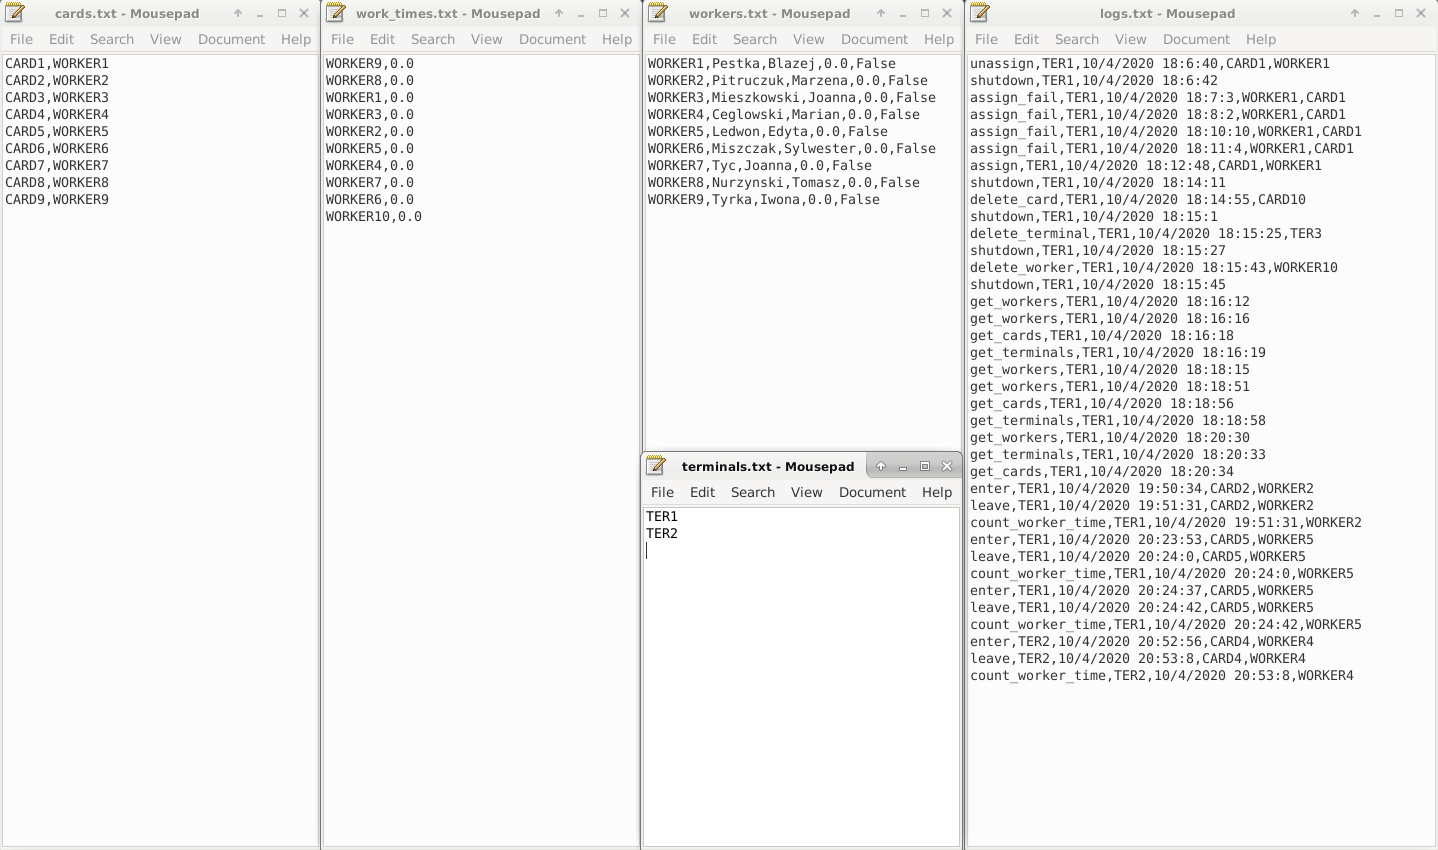 cards.txt - Mousepad
File Edit Search View Document Help
CARD1,WORKER1
CARD2,WORKER2
CARD3,WORKER3
CARD4,WORKER4
CARD5,WORKER5
CARD6,WORKER6
CARD7,WORKER7
CARD8,WORKER8
CARD9,WORKER9
work_times.txt - Mousepad
File Edit Search View Document Help
WORKER9,0.0
WORKER8,0.0
WORKER1,0.0
WORKER3,0.0
WORKER2,0.0
WORKER5,0.0
WORKER4,0.0
WORKER7,0.0
WORKER6,0.0
WORKER10,0.0
workers.txt - Mousepad
File Edit Search View Document Help
WORKER1,Pestka,Blazej,0.0,False
WORKER2,Pitruczuk,Marzena,0.0,False
WORKER3,Mieszkowski,Joanna,0.0,False
WORKER4,Ceglowski,Marian,0.0,False
WORKER5,Ledwon,Edyta,0.0,False
WORKER6,Miszczak,Sylwester,0.0,False
WORKER7,Tyc,Joanna,0.0,False
WORKER8,Nurzynski,Tomasz,0.0,False
WORKER9,Tyrka,Iwona,0.0,False
terminals.txt - Mousepad
File Edit Search View Document Help
TER1
TER2
logs.txt - Mousepad
File Edit Search View Document Help
unassign,TER1,10/4/2020 18:6:40,CARD1,WORKER1
shutdown,TER1,10/4/2020 18:6:42
assign_fail,TER1,10/4/2020 18:7:3,WORKER1,CARD1
assign_fail,TER1,10/4/2020 18:8:2,WORKER1,CARD1
assign_fail,TER1,10/4/2020 18:10:10,WORKER1,CARD1
assign_fail,TER1,10/4/2020 18:11:4,WORKER1,CARD1
assign,TER1,10/4/2020 18:12:48,CARD1,WORKER1
shutdown,TER1,10/4/2020 18:14:11
delete_card,TER1,10/4/2020 18:14:55,CARD10
shutdown,TER1,10/4/2020 18:15:1
delete_terminal,TER1,10/4/2020 18:15:25,TER3
shutdown,TER1,10/4/2020 18:15:27
delete_worker,TER1,10/4/2020 18:15:43,WORKER10
shutdown,TER1,10/4/2020 18:15:45
get_workers,TER1,10/4/2020 18:16:12
get_workers,TER1,10/4/2020 18:16:16
get_cards,TER1,10/4/2020 18:16:18
get_terminals,TER1,10/4/2020 18:16:19
get_workers,TER1,10/4/2020 18:18:15
get_workers,TER1,10/4/2020 18:18:51
get_cards,TER1,10/4/2020 18:18:56
get_terminals,TER1,10/4/2020 18:18:58
get_workers,TER1,10/4/2020 18:20:30
get_terminals,TER1,10/4/2020 18:20:33
get_cards,TER1,10/4/2020 18:20:34
enter,TER1,10/4/2020 19:50:34,CARD2,WORKER2
leave,TER1,10/4/2020 19:51:31,CARD2,WORKER2
count_worker_time,TER1,10/4/2020 19:51:31,WORKER2
enter,TER1,10/4/2020 20:23:53,CARD5,WORKER5
leave,TER1,10/4/2020 20:24:0,CARD5,WORKER5
count_worker_time,TER1,10/4/2020 20:24:0,WORKER5
enter,TER1,10/4/2020 20:24:37,CARD5,WORKER5
leave,TER1,10/4/2020 20:24:42,CARD5,WORKER5
count_worker_time,TER1,10/4/2020 20:24:42,WORKER5
enter,TER2,10/4/2020 20:52:56,CARD4,WORKER4
leave,TER2,10/4/2020 20:53:8,CARD4,WORKER4
count_worker_time,TER2,10/4/2020 20:53:8,WORKER4